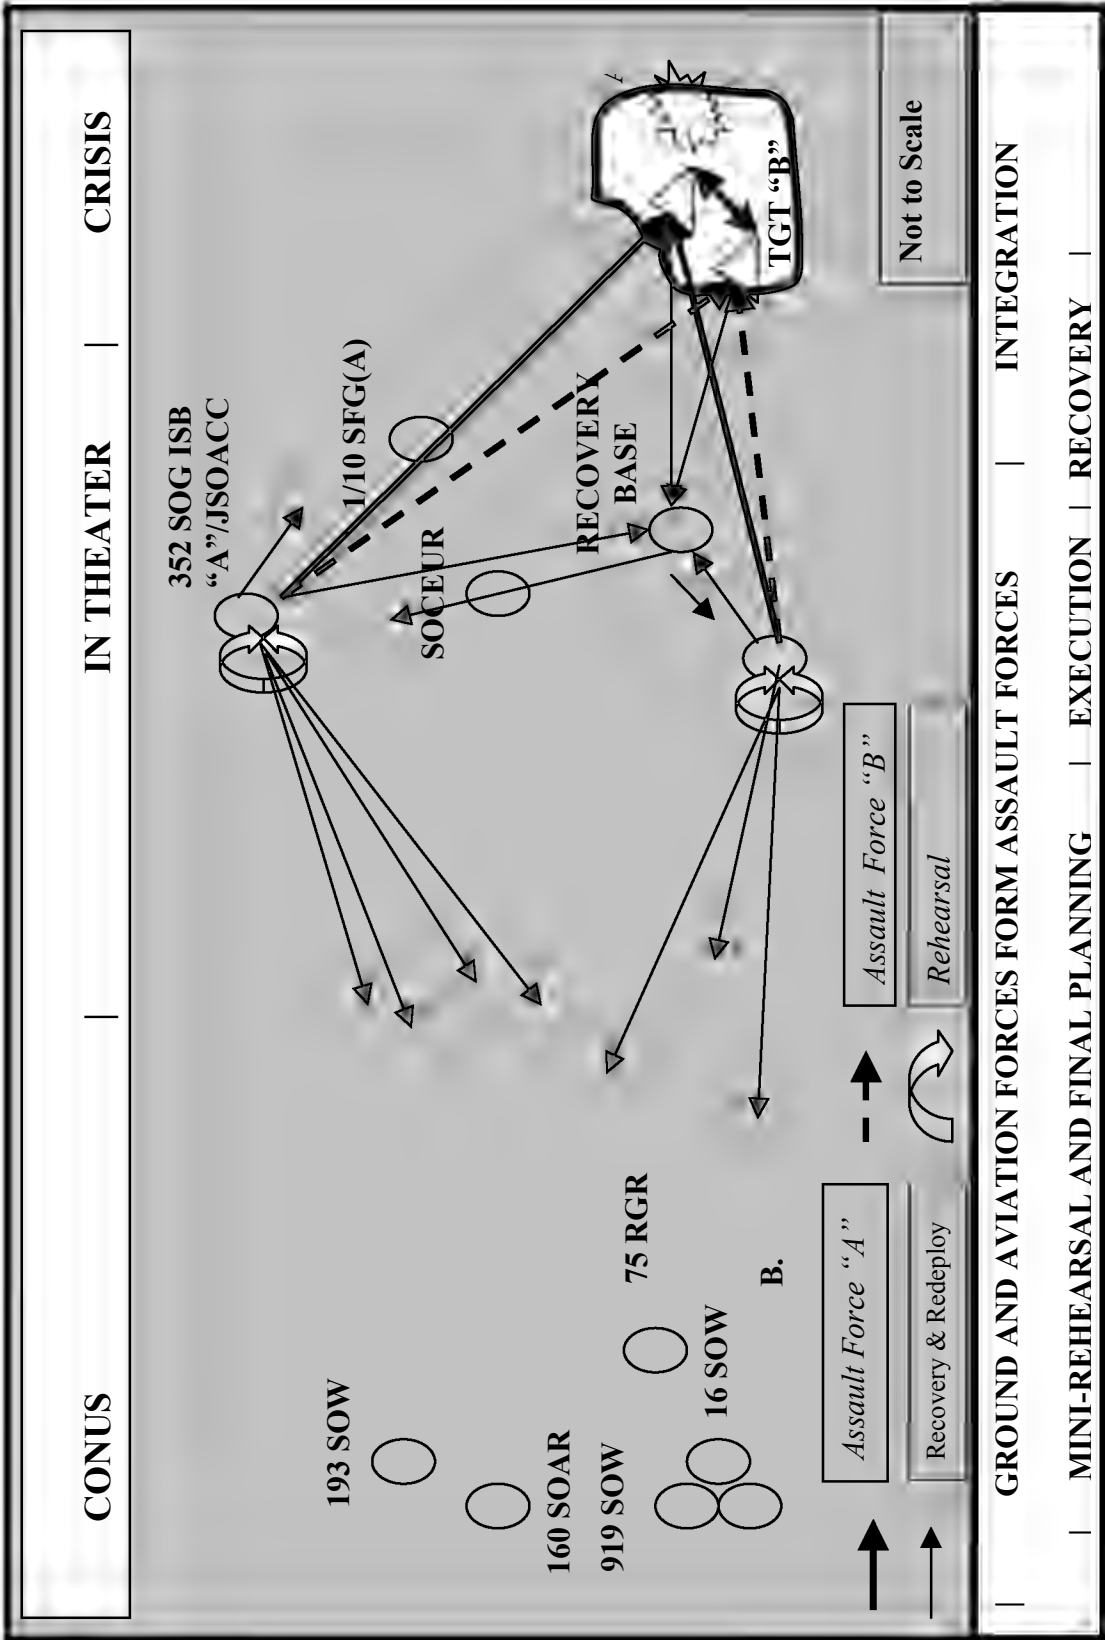 CONUS | IN THEATER | CRISIS
352 SOG ISB
“A”/JSOACC
1/10 SFG(A)
193 SOW
SOCEUR
160 SOAR
RECOVERY
BASE
919 SOW
75 RGR
16 SOW
B.
TGT “B”
Assault Force “A”
Assault Force “B”
Not to Scale
Recovery & Redeploy
Rehearsal
| GROUND AND AVIATION FORCES FORM ASSAULT FORCES | INTEGRATION
| MINI-REHEARSAL AND FINAL PLANNING | EXECUTION | RECOVERY |